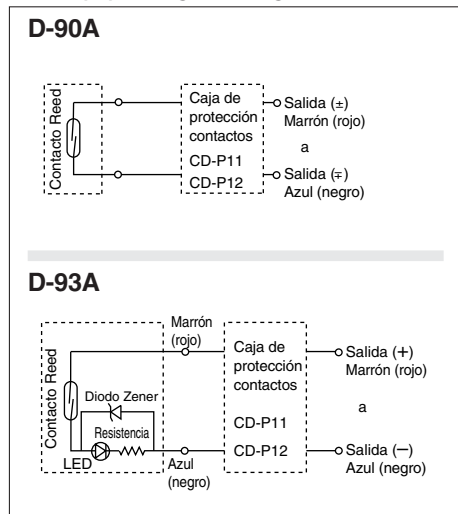 D-90A
Contacto Reed
Caja de
protección
contactos
CD-P11
CD-P12
Salida (±)
Marrón (rojo)
a
Salida (∓)
Azul (negro)
D-93A
Contacto Reed
Marrón
(rojo)
Diodo Zener
Resistencia
LED
Azul
(negro)
Caja de
protección
contactos
CD-P11
CD-P12
Salida (+)
Marrón (rojo)
a
Salida (—)
Azul (negro)